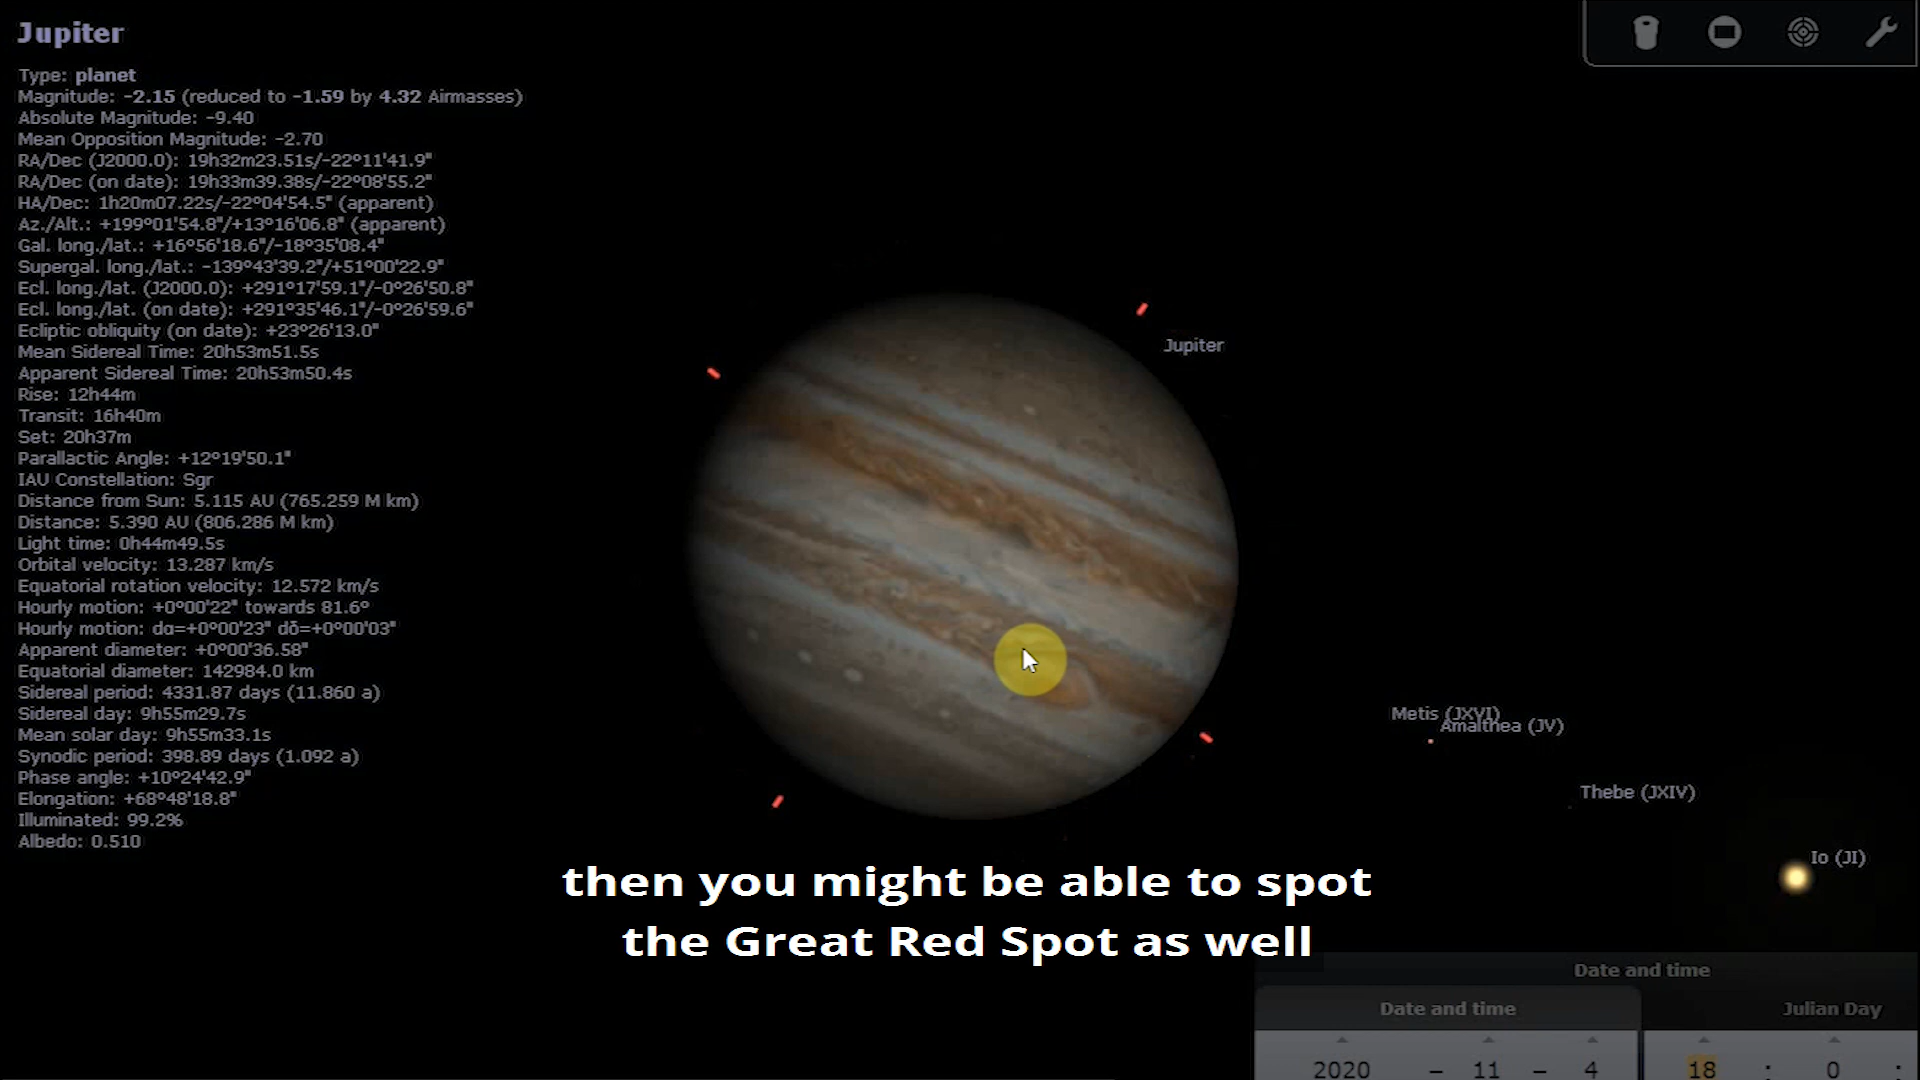 Jupiter
Type: planet
Magnitude: -2.15 (reduced to -1.59 by 4.32 Airmasses)
Absolute Magnitude: -9.40
Mean Opposition Magnitude: -2.70
RA/Dec (J2000.0): 19h32m23.51s/-22°11'41.9"
RA/Dec (on date): 19h33m39.38s/-22°08'55.2"
HA/Dec: 1h20m07.22s/-22°04'54.5" (apparent)
Az./Alt.: +199°01'54.8"/+13°16'06.8" (apparent)
Gal. long./lat.: +16°56'18.6"/-18°35'08.4"
Supergal. long./lat.: -139°43'39.2"/+51°00'22.9"
Ecl. long./lat. (J2000.0): +291°17'59.1"/-0°26'50.8"
Ecl. long./lat. (on date): +291°35'46.1"/-0°26'59.6"
Ecliptic obliquity (on date): +23°26'13.0"
Mean Sidereal Time: 20h53m51.5s
Apparent Sidereal Time: 20h53m50.4s
Rise: 12h44m
Transit: 16h40m
Set: 20h37m
Parallactic Angle: +12°19'50.1"
IAU Constellation: Sgr
Distance from Sun: 5.115 AU (765.259 M km)
Distance: 5.390 AU (806.286 M km)
Light time: 0h44m49.5s
Orbital velocity: 13.287 km/s
Equatorial rotation velocity: 12.572 km/s
Hourly motion: +0°00'22" towards 81.6°
Hourly motion: dα=+0°00'23" dδ=+0°00'03"
Apparent diameter: +0°00'36.58"
Equatorial diameter: 142984.0 km
Sidereal period: 4331.87 days (11.860 a)
Sidereal day: 9h55m29.7s
Mean solar day: 9h55m33.1s
Synodic period: 398.89 days (1.092 a)
Phase angle: +10°24'42.9"
Elongation: +68°48'18.8"
Illuminated: 99.2%
Albedo: 0.510
Jupiter
Metis (JXVI)
Amalthea (JV)
Thebe (JXIV)
Io (JI)
then you might be able to spot
the Great Red Spot as well
Date and time
Date and time
Julian Day
2020 - 11 - 4
18 : 0 :